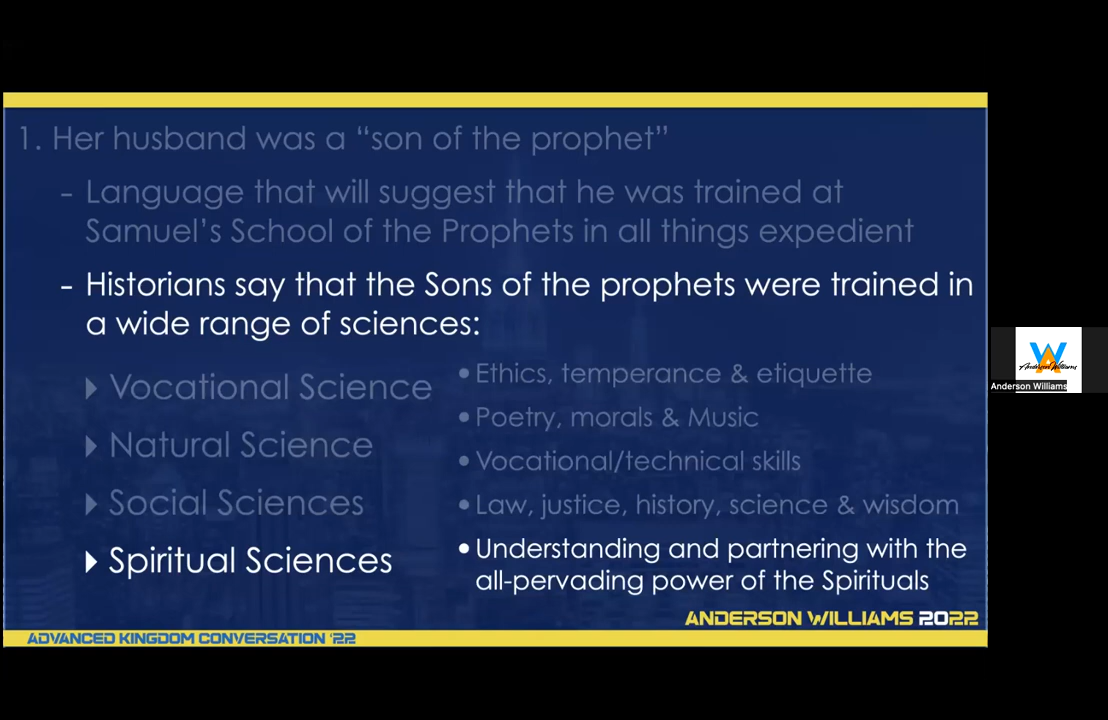 1. Her husband was a “son of the prophet”
- Language that will suggest that he was trained at
Samuel’s School of the Prophets in all things expedient
- Historians say that the Sons of the prophets were trained in
a wide range of sciences:
Vocational Science
Natural Science
Social Sciences
Spiritual Sciences
• Ethics, temperance & etiquette
• Poetry, morals & Music
• Vocational/technical skills
• Law, justice, history, science & wisdom
• Understanding and partnering with the
all-pervading power of the Spirituals
ANDERSON WILLIAMS 2022
ADVANCED KINGDOM CONVERSATION ‘22
Anderson Williams
Anderson Williams